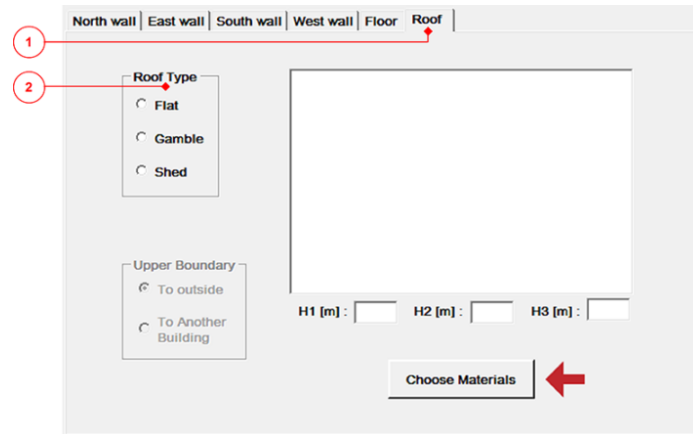 North wall East wall South wall West wall Floor Roof
1
Roof Type
2
Flat
Gamble
Shed
Upper Boundary
To outside
To Another
Building
H1 [m] : H2 [m] : H3 [m] :
Choose Materials